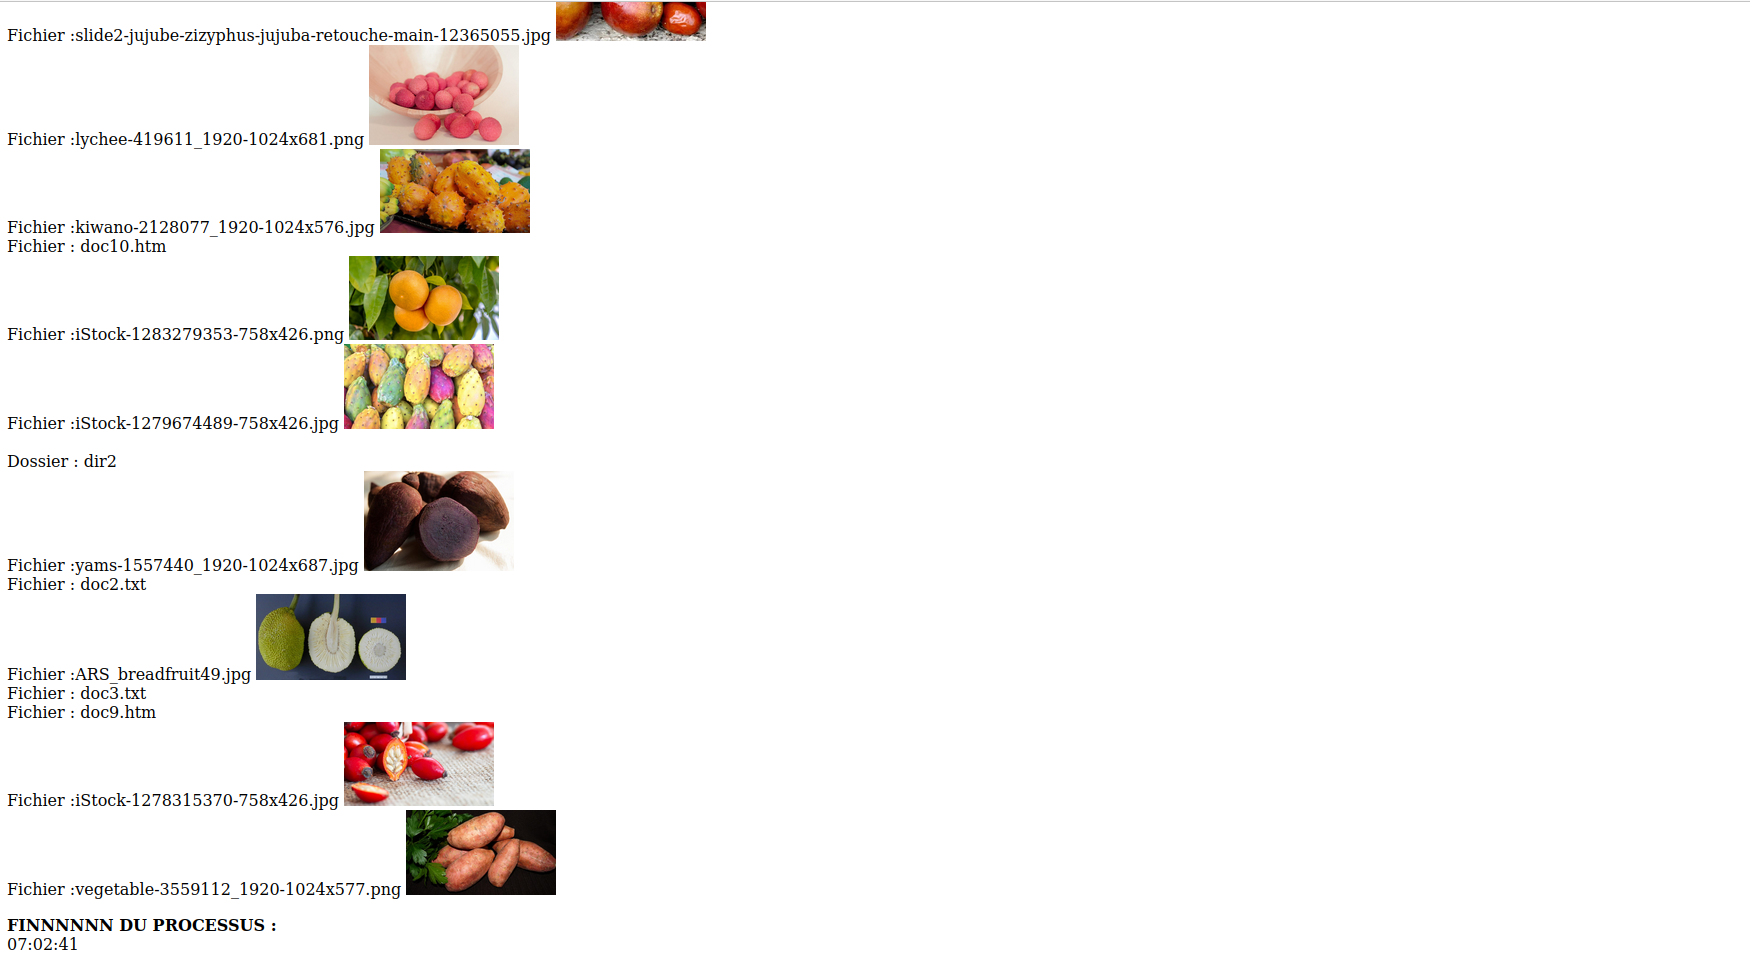 Fichier :slide2-jujube-zizyphus-jujuba-retouche-main-12365055.jpg
Fichier :lychee-419611_1920-1024x681.png
Fichier :kiwano-2128077_1920-1024x576.jpg
Fichier : doc10.htm
Fichier :iStock-1283279353-758x426.png
Fichier :iStock-1279674489-758x426.jpg
Dossier : dir2
Fichier :yams-1557440_1920-1024x687.jpg
Fichier : doc2.txt
Fichier :ARS_breadfruit49.jpg
Fichier : doc3.txt
Fichier : doc9.htm
Fichier :iStock-1278315370-758x426.jpg
Fichier :vegetable-3559112_1920-1024x577.png
FINNNNNN DU PROCESSUS :
07:02:41